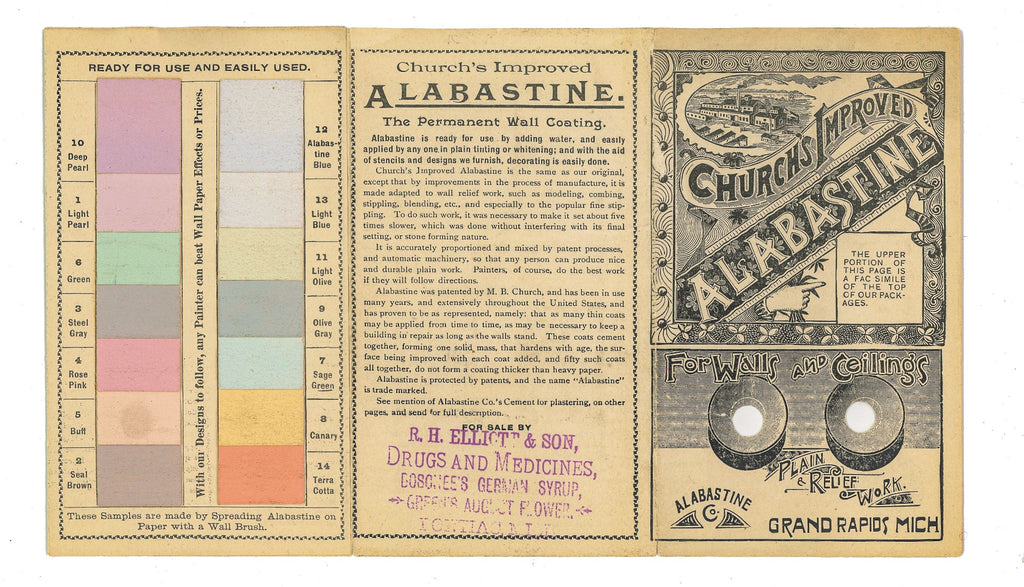 READY FOR USE AND EASILY USED.
10
Deep
Pearl
1
Light
Pearl
6
Green
3
Steel
Gray
4
Rose
Pink
5
Buff
2
Seal
Brown
With our Designs to follow, any Painter can beat Wall Paper Effects or Prices.
12
Alabas-
tine
Blue
13
Light
Blue
11
Light
Olive
9
Olive
Gray
7
Sage
Green
8
Canary
14
Terra
Cotta
These Samples are made by Spreading Alabastine on
Paper with a Wall Brush.
Church's Improved
ALABASTINE.
The Permanent Wall Coating.
Alabastine is ready for use by adding water, and easily
applied by any one in plain tinting or whitening; and with the aid
of stencils and designs we furnish, decorating is easily done.
Church's Improved Alabastine is the same as our original,
except that by improvements in the process of manufacture, it is
made adapted to wall relief work, such as modeling, combing,
stippling, blending, etc., and especially to the popular fine stip-
pling. To do such work, it was necessary to make it set about five
times slower, which was done without interfering with its final
setting, or stone forming nature.
It is accurately proportioned and mixed by patent processes,
and automatic machinery, so that any person can produce nice
and durable plain work. Painters, of course, do the best work
if they will follow directions.
Alabastine was patented by M. B. Church, and has been in use
many years, and extensively throughout the United States, and
has proven to be as represented, namely: that as many thin coats
may be applied from time to time, as may be necessary to keep a
building in repair as long as the walls stand. These coats cement
together, forming one solid mass, that hardens with age, the sur-
face being improved with each coat added, and fifty such coats
all together, do not form a coating thicker than heavy paper.
Alabastine is protected by patents, and the name "Alabastine"
is trade marked.
See mention of Alabastine Co.'s Cement for plastering, on other
pages, and send for full description.
FOR SALE BY
R. H. ELLIOTT & SON,
DRUGS AND MEDICINES,
BOSCHEE'S GERMAN SYRUP,
GREEN'S AUGUST FLOWER,
CHURCH'S IMPROVED
ALABASTINE
THE UPPER
PORTION OF
THIS PAGE IS
A FAC SIMILE
OF THE TOP
OF OUR PACK-
AGES.
FOR WALLS AND CEILINGS
PLAIN
& RELIEF
WORK.
ALABASTINE
Co.
GRAND RAPIDS MICH